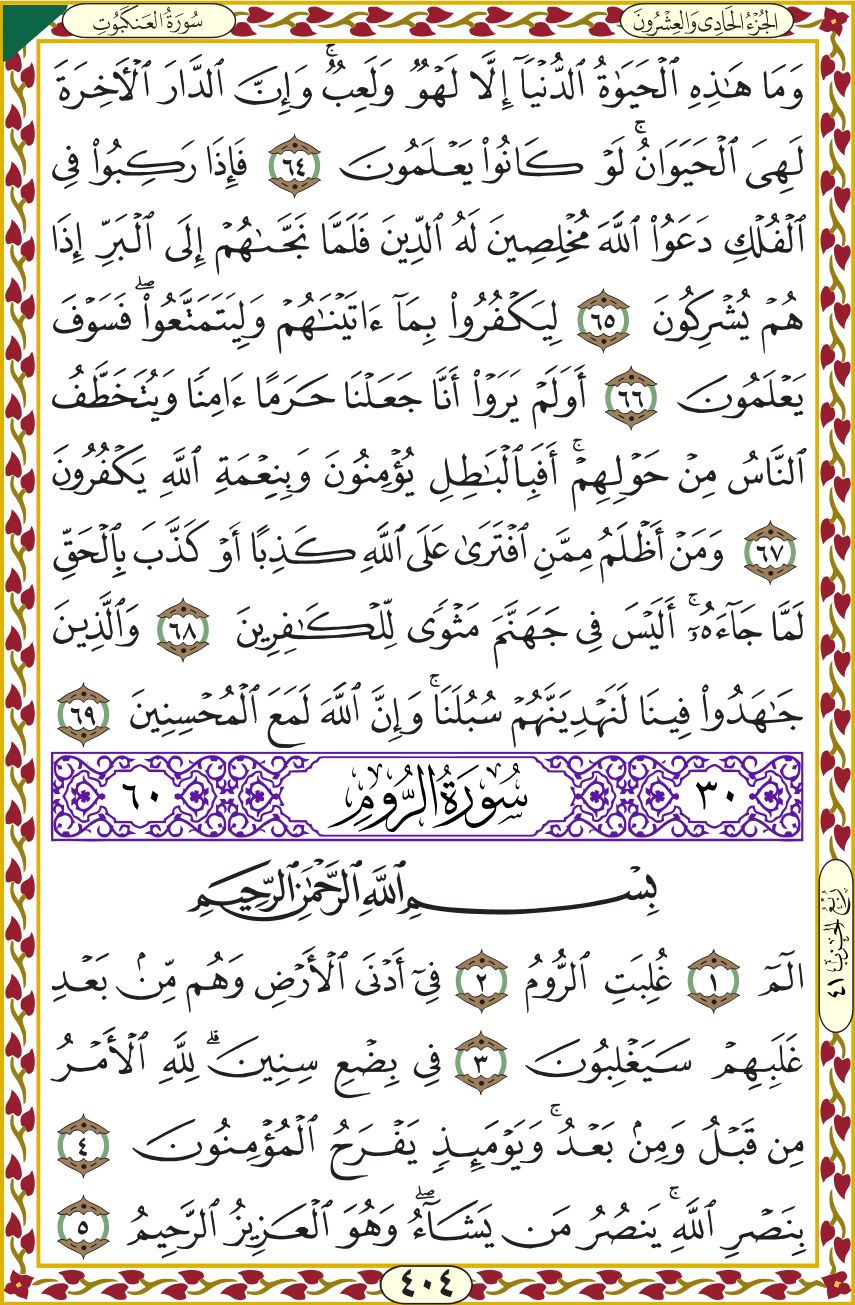 الجُزْءُ الحَادِى وَالعِشْرُونَ
سُورَةُ العَنكَبُوتِ
وَمَا هَٰذِهِ ٱلْحَيَوٰةُ ٱلدُّنْيَآ إِلَّا لَهْوٌۭ وَلَعِبٌۭ ۚ وَإِنَّ ٱلدَّارَ ٱلْأَخِرَةَ
لَهِىَ ٱلْحَيَوَانُ ۚ لَوْ كَانُوا۟ يَعْلَمُونَ ٦٤ فَإِذَا رَكِبُوا۟ فِى
ٱلْفُلْكِ دَعَوُا۟ ٱللَّهَ مُخْلِصِينَ لَهُ ٱلدِّينَ فَلَمَّا نَجَّىٰهُمْ إِلَى ٱلْبَرِّ إِذَا
هُمْ يُشْرِكُونَ ٦٥ لِيَكْفُرُوا۟ بِمَآ ءَاتَيْنَٰهُمْ وَلِيَتَمَتَّعُوا۟ ۖ فَسَوْفَ
يَعْلَمُونَ ٦٦ أَوَلَمْ يَرَوْا۟ أَنَّا جَعَلْنَا حَرَمًا ءَامِنًۭا وَيُتَخَطَّفُ
ٱلنَّاسُ مِنْ حَوْلِهِمْ ۚ أَفَبِٱلْبَٰطِلِ يُؤْمِنُونَ وَبِنِعْمَةِ ٱللَّهِ يَكْفُرُونَ
٦٧ وَمَنْ أَظْلَمُ مِمَّنِ ٱفْتَرَىٰ عَلَى ٱللَّهِ كَذِبًا أَوْ كَذَّبَ بِٱلْحَقِّ
لَمَّا جَآءَهُۥٓ ۚ أَلَيْسَ فِى جَهَنَّمَ مَثْوًۭى لِّلْكَٰفِرِينَ ٦٨ وَٱلَّذِينَ
جَٰهَدُوا۟ فِينَا لَنَهْدِيَنَّهُمْ سُبُلَنَا ۚ وَإِنَّ ٱللَّهَ لَمَعَ ٱلْمُحْسِنِينَ ٦٩
٣٠ سُورَةُ الرُّومِ ٦٠
بِسْمِ ٱللَّهِ ٱلرَّحْمَٰنِ ٱلرَّحِيمِ
الٓمٓ ١ غُلِبَتِ ٱلرُّومُ ٢ فِىٓ أَدْنَى ٱلْأَرْضِ وَهُم مِّنۢ بَعْدِ
غَلَبِهِمْ سَيَغْلِبُونَ ٣ فِى بِضْعِ سِنِينَ ۗ لِلَّهِ ٱلْأَمْرُ
مِن قَبْلُ وَمِنۢ بَعْدُ ۚ وَيَوْمَئِذٍۢ يَفْرَحُ ٱلْمُؤْمِنُونَ ٤
بِنَصْرِ ٱللَّهِ ۚ يَنصُرُ مَن يَشَآءُ ۖ وَهُوَ ٱلْعَزِيزُ ٱلرَّحِيمُ ٥
رُبْعُ الحِزْبِ ٤١
٤٠٤